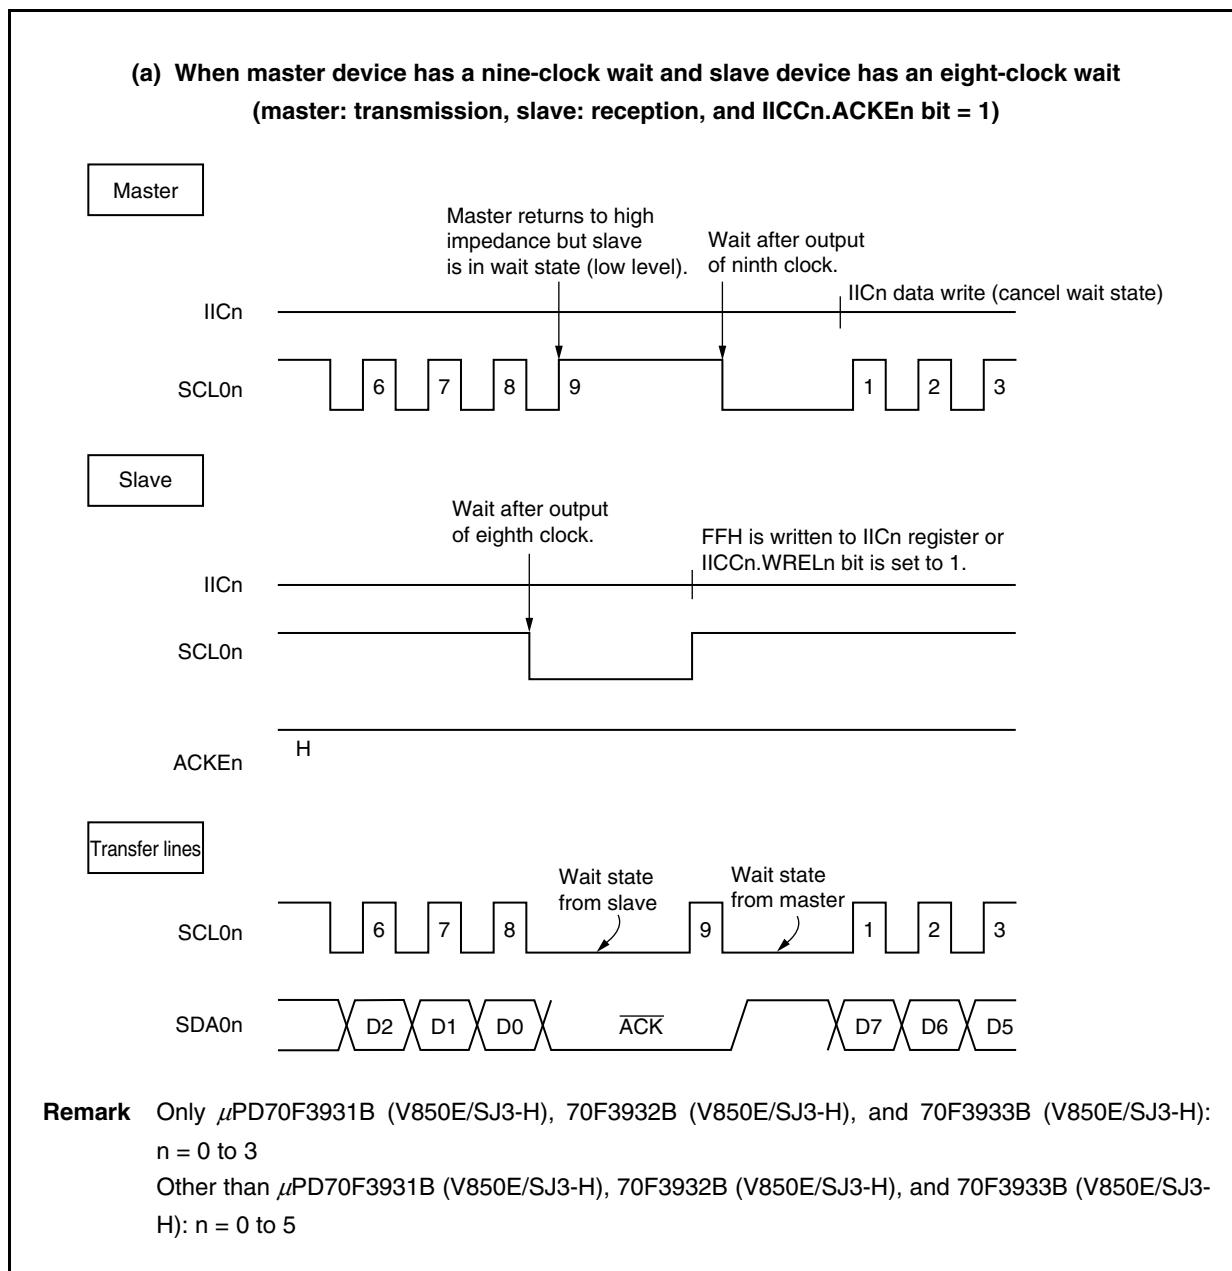 (a) When master device has a nine-clock wait and slave device has an eight-clock wait
(master: transmission, slave: reception, and IICCn.ACKEn bit = 1)
Master
Master returns to high
impedance but slave
is in wait state (low level).
Wait after output
of ninth clock.
IICn data write (cancel wait state)
IICn
SCL0n
6 7 8 9 1 2 3
Slave
Wait after output
of eighth clock.
FFH is written to IICn register or
IICCn.WRELn bit is set to 1.
IICn
SCL0n
H
ACKEn
Transfer lines
Wait state
from slave
Wait state
from master
SCL0n
6 7 8 9 1 2 3
SDA0n
D2 D1 D0 ACK D7 D6 D5
Remark Only μPD70F3931B (V850E/SJ3-H), 70F3932B (V850E/SJ3-H), and 70F3933B (V850E/SJ3-H):
n = 0 to 3
Other than μPD70F3931B (V850E/SJ3-H), 70F3932B (V850E/SJ3-H), and 70F3933B (V850E/SJ3-
H): n = 0 to 5